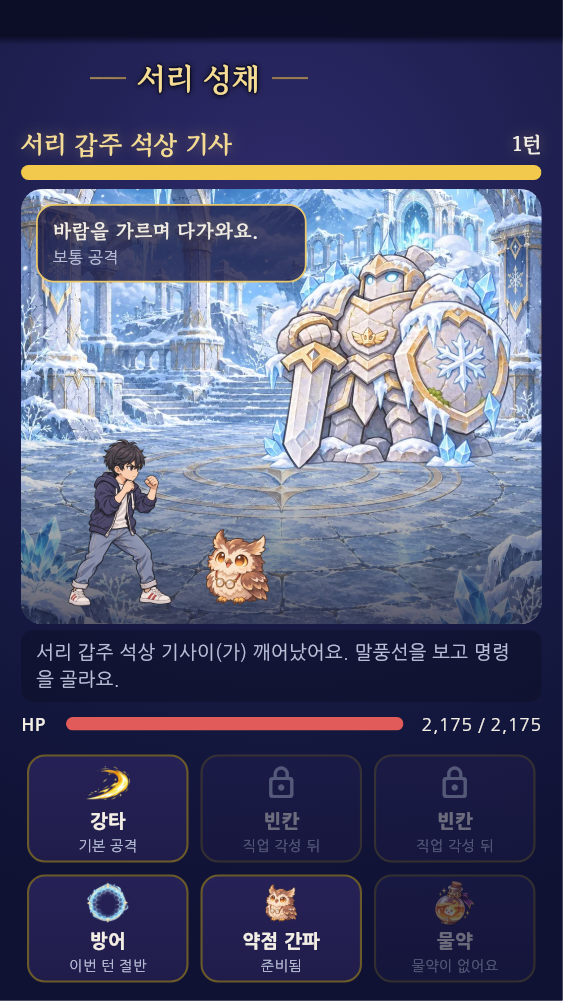 서리 성채
서리 갑주 석상 기사
1턴
바람을 가르며 다가와요.
보통 공격
서리 갑주 석상 기사이(가) 깨어났어요. 말풍선을 보고 명령
을 골라요.
HP
2,175 / 2,175
강타
기본 공격
빈칸
직업 각성 뒤
빈칸
직업 각성 뒤
방어
이번 턴 절반
약점 간파
준비됨
물약
물약이 없어요